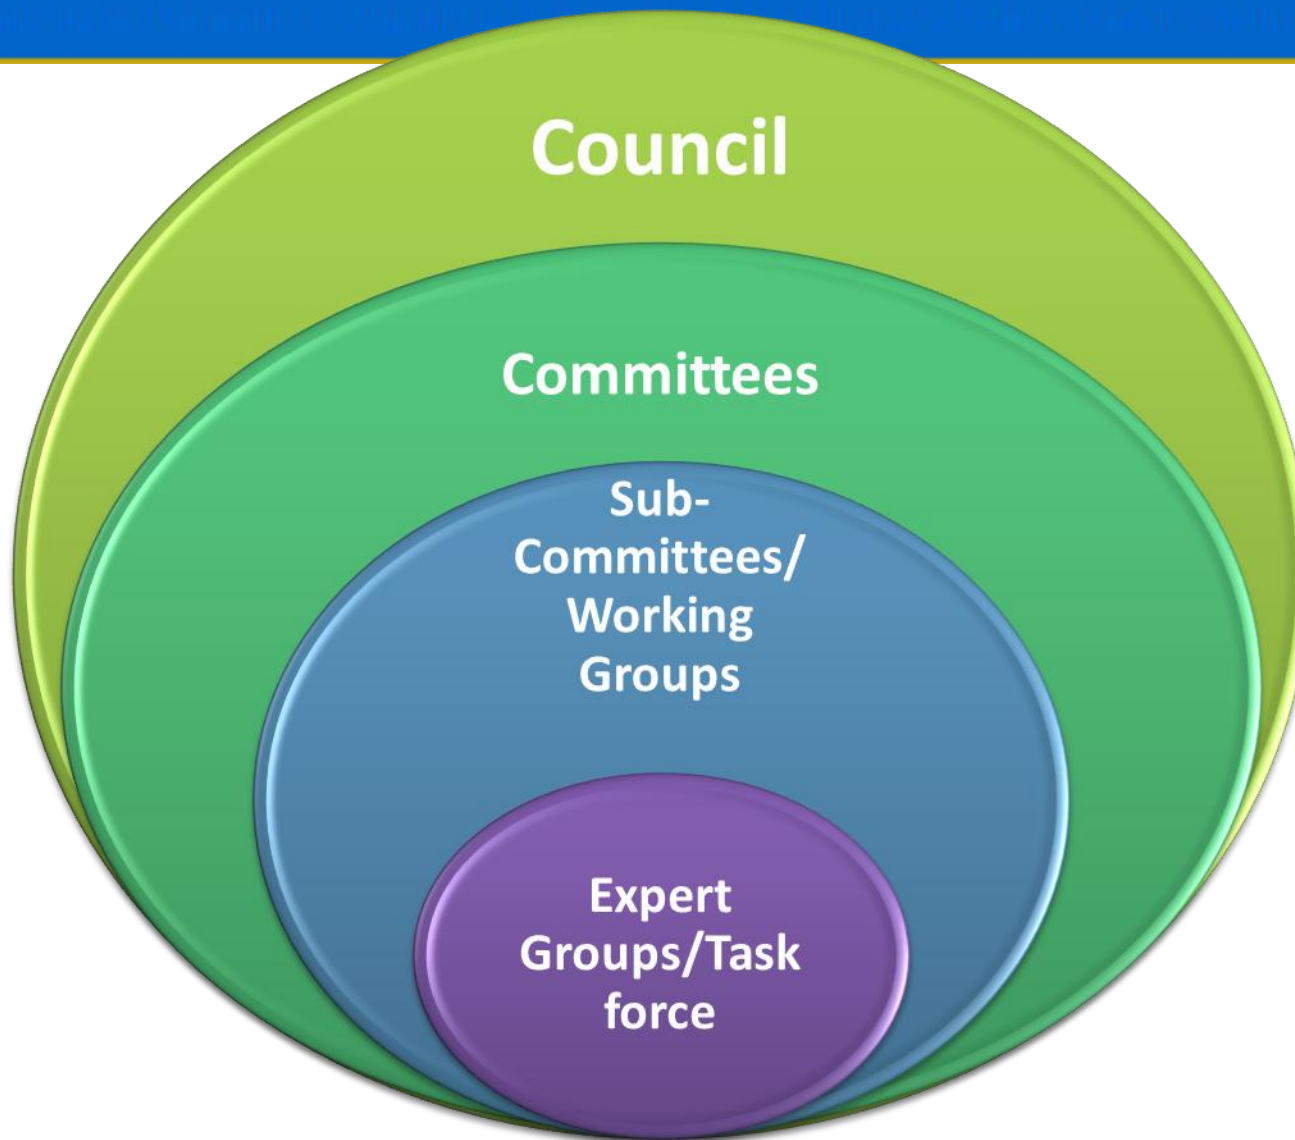 Council
Committees
Sub-
Committees/
Working
Groups
Expert
Groups/Task
force